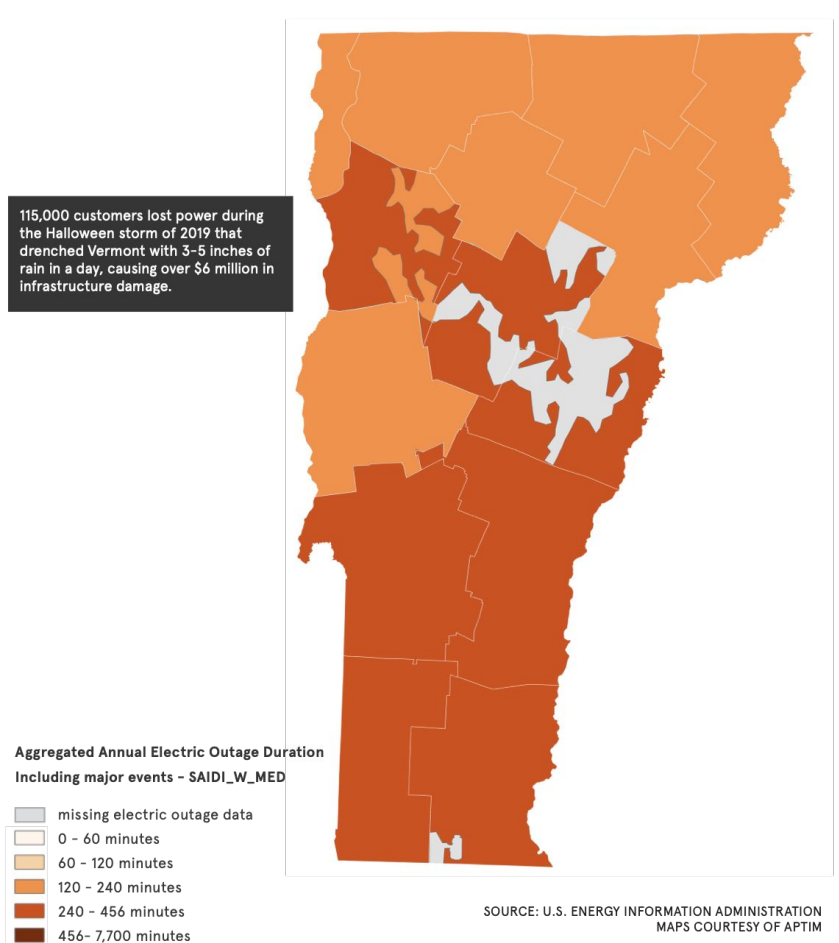 115,000 customers lost power during
the Halloween storm of 2019 that
drenched Vermont with 3-5 inches of
rain in a day, causing over $6 million in
infrastructure damage.
Aggregated Annual Electric Outage Duration
Including major events - SAIDI_W_MED
missing electric outage data
0 - 60 minutes
60 - 120 minutes
120 - 240 minutes
240 - 456 minutes
456- 7,700 minutes
SOURCE: U.S. ENERGY INFORMATION ADMINISTRATION
MAPS COURTESY OF APTIM